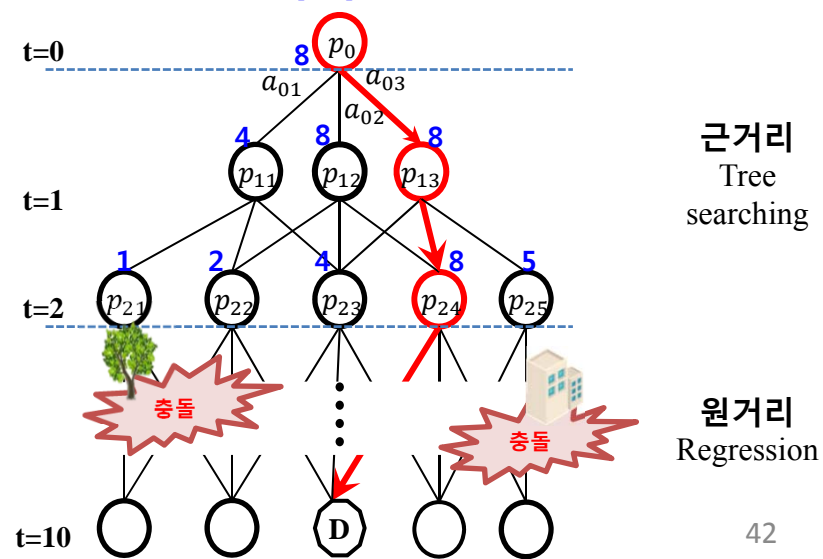 t=0
8
p₀
a₀₁
a₀₂
a₀₃
4
8
8
p₁₁
p₁₂
p₁₃
t=1
근거리
Tree
searching
1
2
4
8
5
p₂₁
p₂₂
p₂₃
p₂₄
p₂₅
t=2
충돌
충돌
원거리
Regression
t=10
D
42